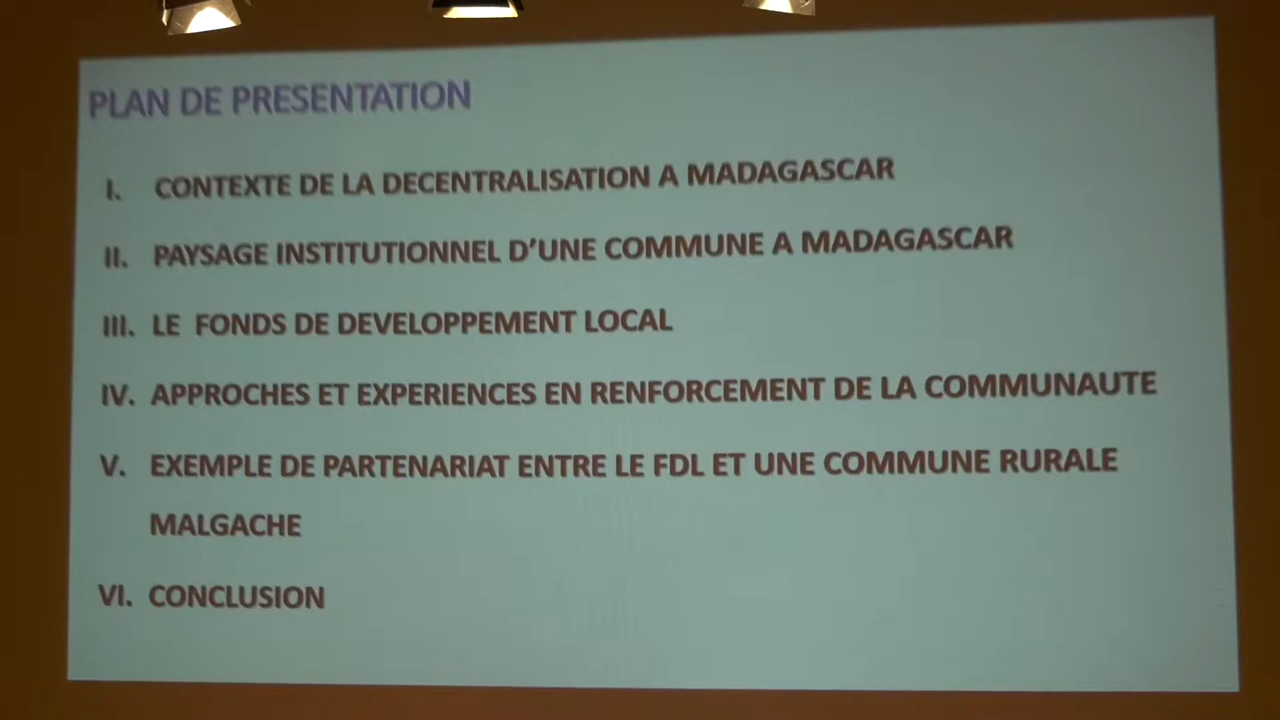 PLAN DE PRESENTATION
I. CONTEXTE DE LA DECENTRALISATION A MADAGASCAR
II. PAYSAGE INSTITUTIONNEL D’UNE COMMUNE A MADAGASCAR
III. LE FONDS DE DEVELOPPEMENT LOCAL
IV. APPROCHES ET EXPERIENCES EN RENFORCEMENT DE LA COMMUNAUTE
V. EXEMPLE DE PARTENARIAT ENTRE LE FDL ET UNE COMMUNE RURALE
MALGACHE
VI. CONCLUSION